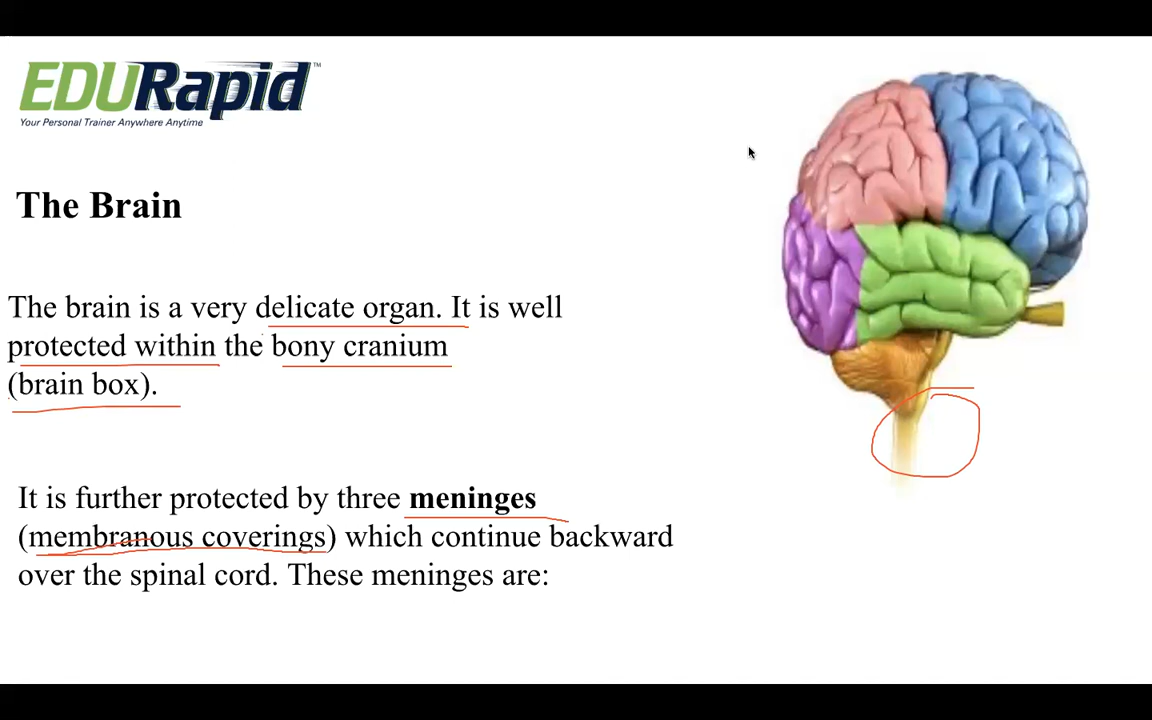 EDURapid™
Your Personal Trainer Anywhere Anytime
The Brain
The brain is a very delicate organ. It is well
protected within the bony cranium
(brain box).
It is further protected by three meninges
(membranous coverings) which continue backward
over the spinal cord. These meninges are: